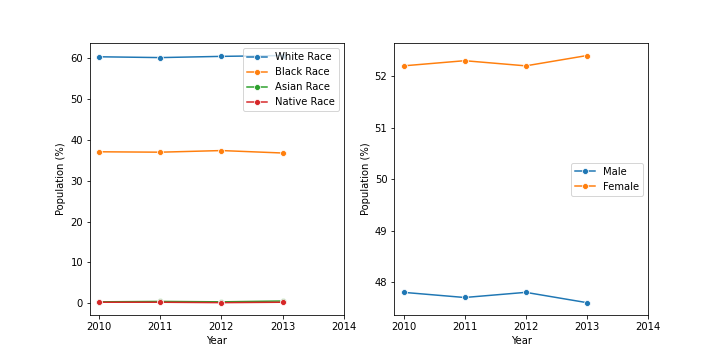 60
50
40
30
20
10
0
Population (%)
2010 2011 2012 2013 2014
Year
White Race
Black Race
Asian Race
Native Race
52
51
50
49
48
Population (%)
2010 2011 2012 2013 2014
Year
Male
Female